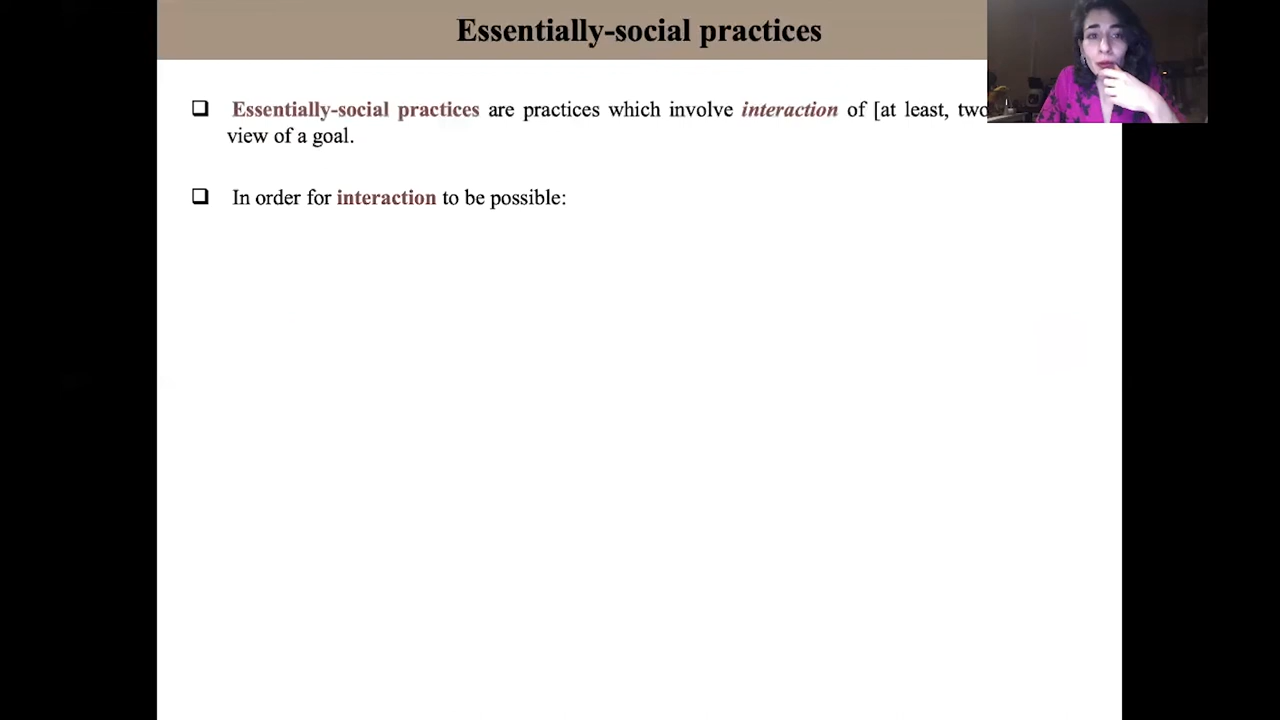 Essentially-social practices
Essentially-social practices are practices which involve interaction of [at least, two
view of a goal.
In order for interaction to be possible: